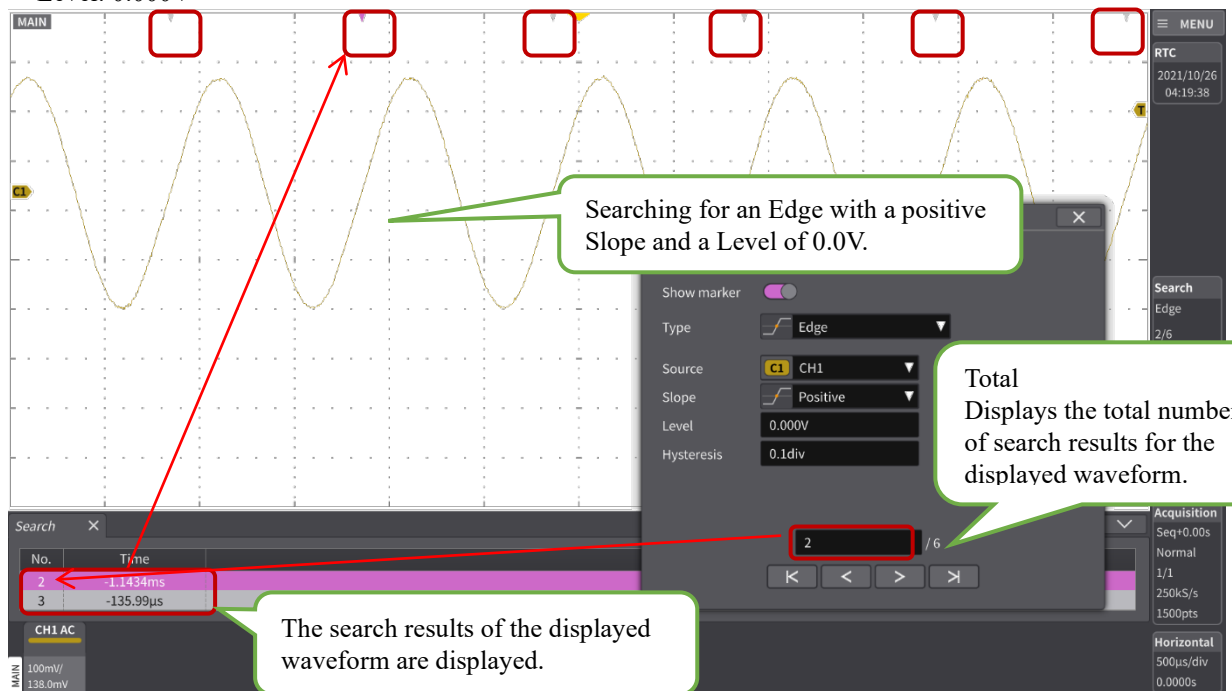 MAIN
MENU
RTC
2021/10/26
04:19:38
T
C1
Searching for an Edge with a positive
Slope and a Level of 0.0V.
Show marker
Type
Edge
Source
C1 CH1
Slope
Positive
Level
0.000V
Hysteresis
0.1div
2
/ 6
Search
Edge
2/6
Total
Displays the total number
of search results for the
displayed waveform.
Search
No. Time
2 -1.1434ms
3 -135.99μs
The search results of the displayed
waveform are displayed.
Acquisition
Seq+0.00s
Normal
1/1
250kS/s
1500pts
MAIN
CH1 AC
100mV/
138.0mV
Horizontal
500μs/div
0.0000s